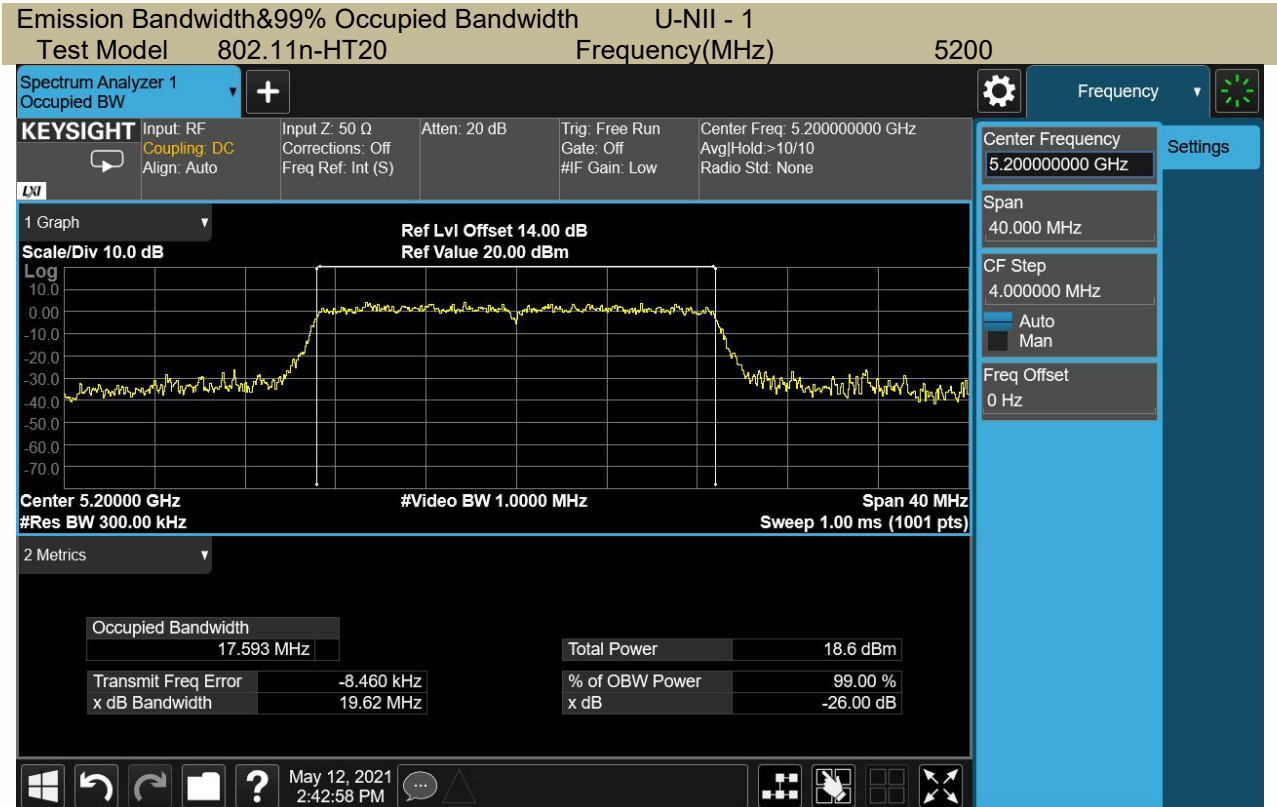 Emission Bandwidth&99% Occupied Bandwidth U-NII - 1
Test Model 802.11n-HT20 Frequency(MHz) 5200
Spectrum Analyzer 1
Occupied BW
+
Frequency
KEYSIGHT
LXI
Input: RF
Coupling: DC
Align: Auto
Input Z: 50 Ω
Corrections: Off
Freq Ref: Int (S)
Atten: 20 dB
Trig: Free Run
Gate: Off
#IF Gain: Low
Center Freq: 5.200000000 GHz
Avg|Hold:>10/10
Radio Std: None
Center Frequency
5.200000000 GHz
Settings
Span
40.000 MHz
CF Step
4.000000 MHz
Auto
Man
Freq Offset
0 Hz
1 Graph
Scale/Div 10.0 dB
Ref Lvl Offset 14.00 dB
Ref Value 20.00 dBm
Log
10.0
0.00
-10.0
-20.0
-30.0
-40.0
-50.0
-60.0
-70.0
Center 5.20000 GHz #Video BW 1.0000 MHz Span 40 MHz
#Res BW 300.00 kHz Sweep 1.00 ms (1001 pts)
2 Metrics
Occupied Bandwidth
17.593 MHz
Total Power 18.6 dBm
Transmit Freq Error -8.460 kHz % of OBW Power 99.00 %
x dB Bandwidth 19.62 MHz x dB -26.00 dB
?
May 12, 2021
2:42:58 PM